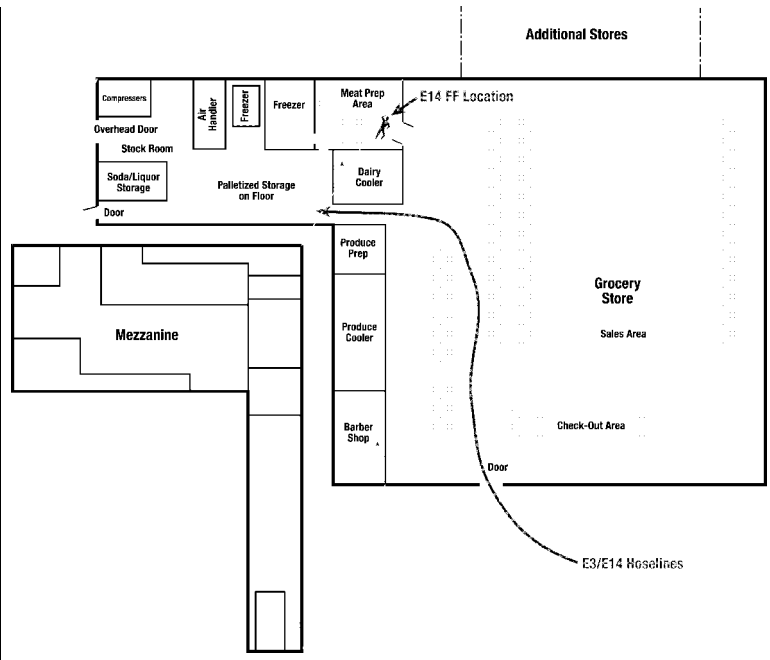 Additional Stores
Compressers
Air
Handler
Freezer
Freezer
Meat Prep
Area
E14 FF Location
Overhead Door
Stock Room
Soda/Liquor
Storage
Palletized Storage
on Floor
Dairy
Cooler
Door
Produce
Prep
Grocery
Store
Mezzanine
Produce
Cooler
Sales Area
Barber
Shop
Check-Out Area
Door
E3/E14 Hoselines